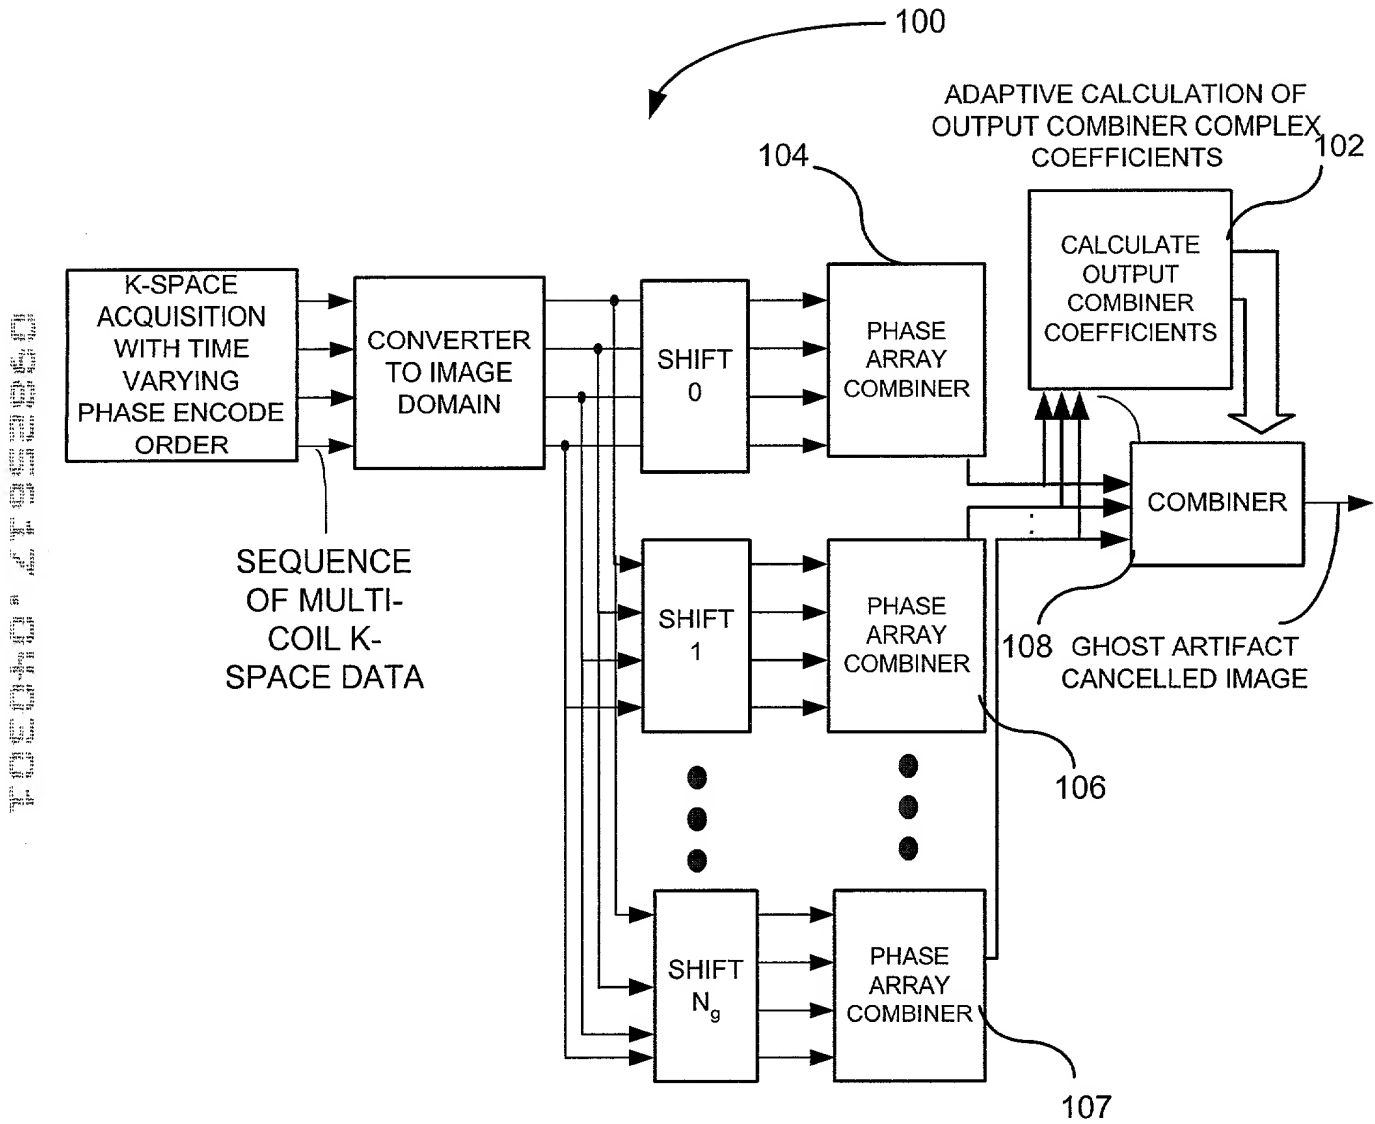 100
ADAPTIVE CALCULATION OF
OUTPUT COMBINER COMPLEX
COEFFICIENTS
102
104
K-SPACE
ACQUISITION
WITH TIME
VARYING
PHASE ENCODE
ORDER
CONVERTER
TO IMAGE
DOMAIN
SHIFT
0
PHASE
ARRAY
COMBINER
CALCULATE
OUTPUT
COMBINER
COEFFICIENTS
COMBINER
SEQUENCE
OF MULTI-
COIL K-
SPACE DATA
SHIFT
1
PHASE
ARRAY
COMBINER
108
GHOST ARTIFACT
CANCELLED IMAGE
106
SHIFT
Ng
PHASE
ARRAY
COMBINER
107